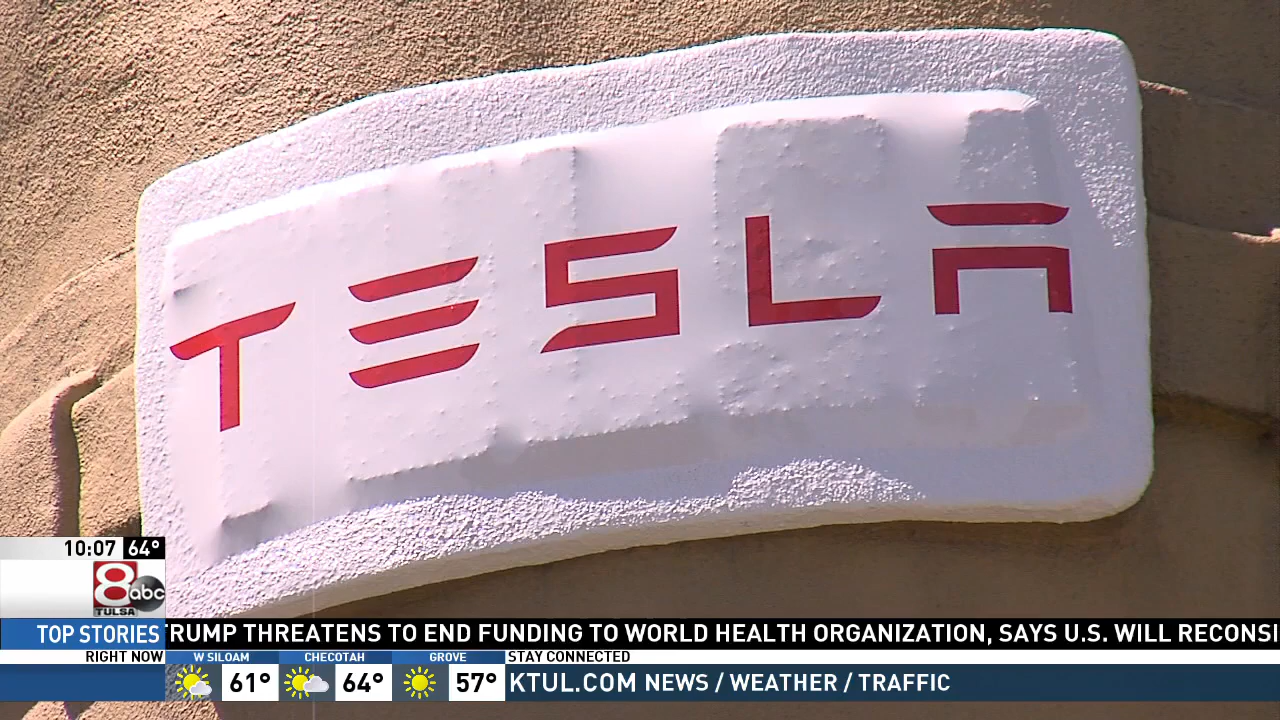 TESLA
10:07 64°
8 abc
TULSA
TOP STORIES TRUMP THREATENS TO END FUNDING TO WORLD HEALTH ORGANIZATION, SAYS U.S. WILL RECONSI
RIGHT NOW W SILOAM CHECOTAH GROVE STAY CONNECTED
61° 64° 57° KTUL.COM NEWS / WEATHER / TRAFFIC